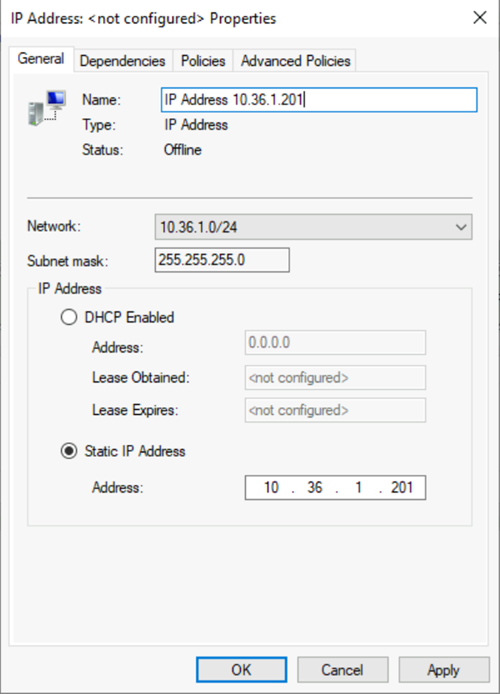 IP Address: <not configured> Properties
General Dependencies Policies Advanced Policies
Name: IP Address 10.36.1.201
Type: IP Address
Status: Offline
Network: 10.36.1.0/24
Subnet mask: 255.255.255.0
IP Address
DHCP Enabled
Address: 0.0.0.0
Lease Obtained: <not configured>
Lease Expires: <not configured>
Static IP Address
Address: 10 . 36 . 1 . 201
OK Cancel Apply